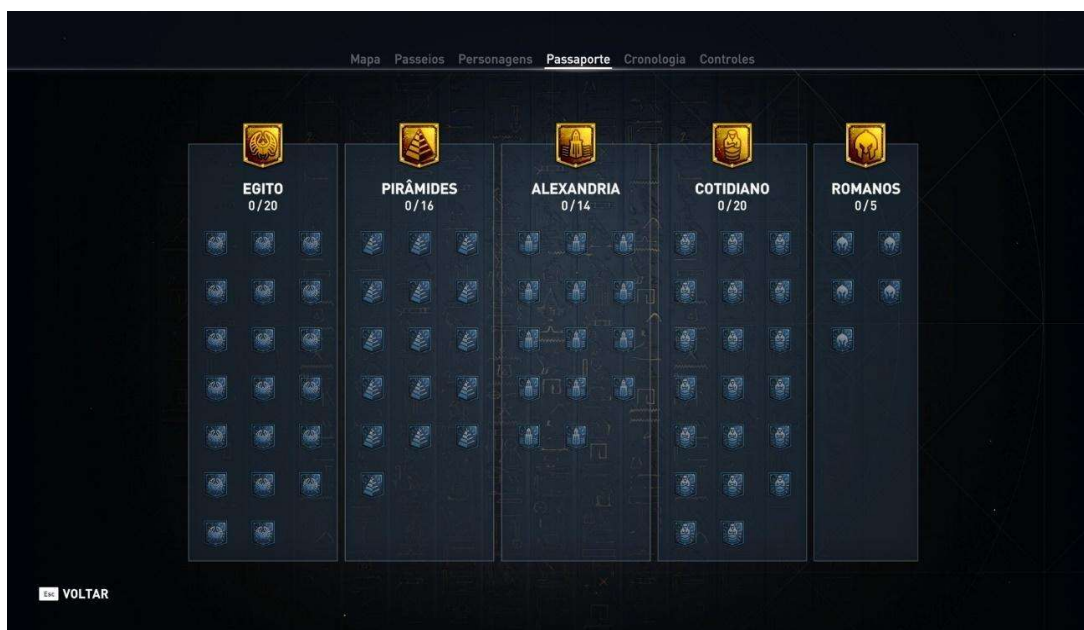 Mapa Passeios Personagens Passaporte Cronologia Controles
EGITO
0/20
PIRÂMIDES
0/16
ALEXANDRIA
0/14
COTIDIANO
0/20
ROMANOS
0/5
Esc VOLTAR